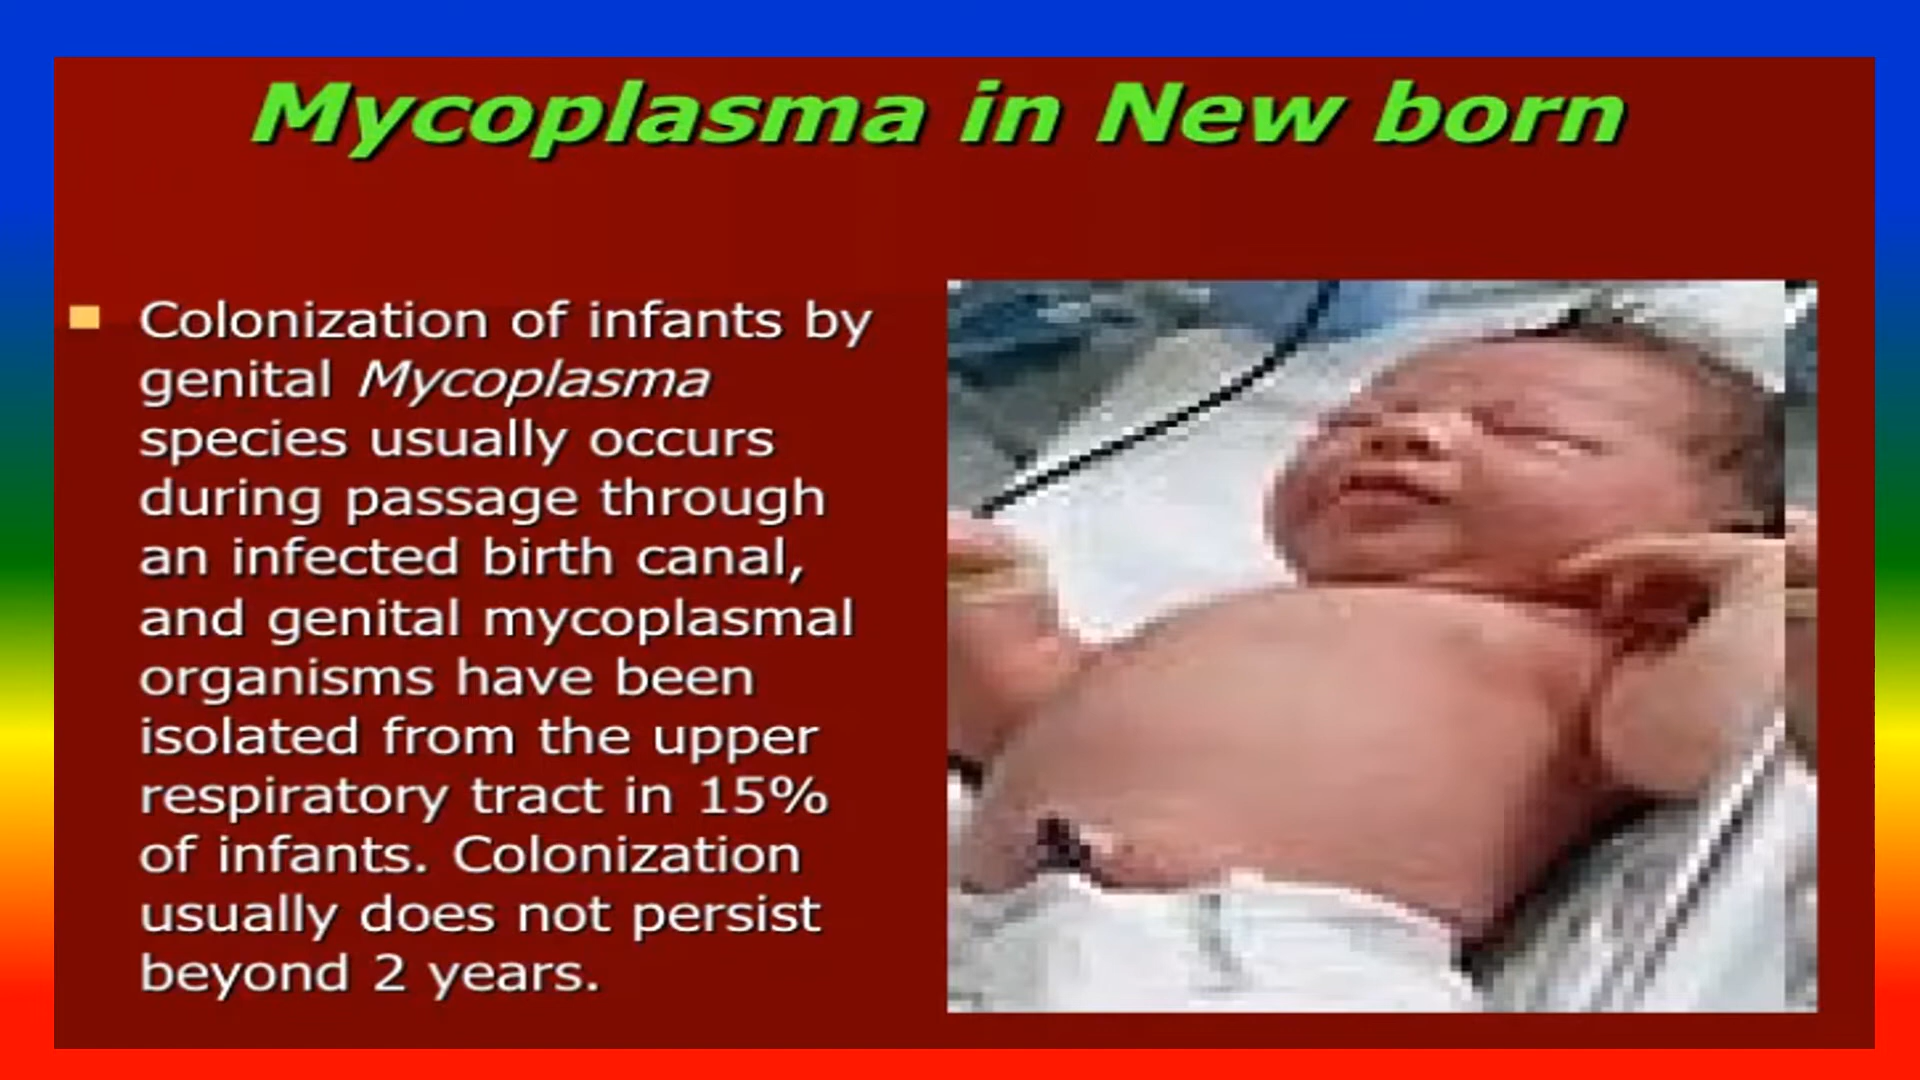 Mycoplasma in New born
Colonization of infants by
genital Mycoplasma
species usually occurs
during passage through
an infected birth canal,
and genital mycoplasmal
organisms have been
isolated from the upper
respiratory tract in 15%
of infants. Colonization
usually does not persist
beyond 2 years.